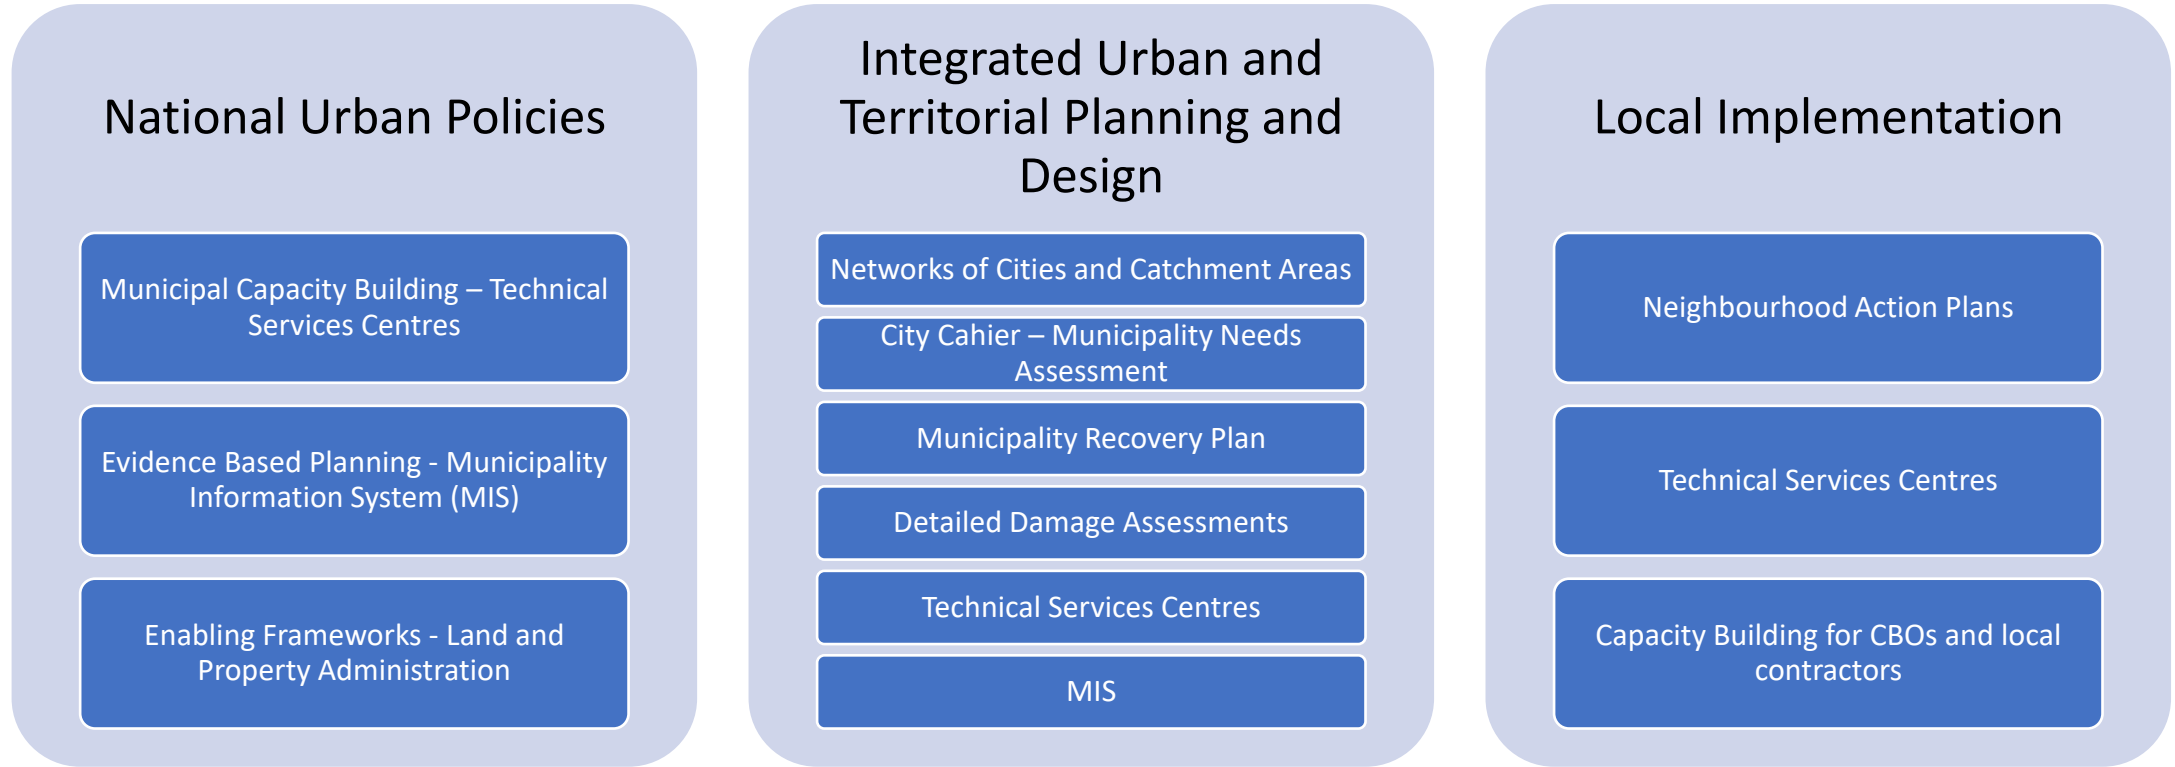 National Urban Policies
Municipal Capacity Building – Technical
Services Centres
Evidence Based Planning - Municipality
Information System (MIS)
Enabling Frameworks - Land and
Property Administration
Integrated Urban and
Territorial Planning and
Design
Networks of Cities and Catchment Areas
City Cahier – Municipality Needs
Assessment
Municipality Recovery Plan
Detailed Damage Assessments
Technical Services Centres
MIS
Local Implementation
Neighbourhood Action Plans
Technical Services Centres
Capacity Building for CBOs and local
contractors